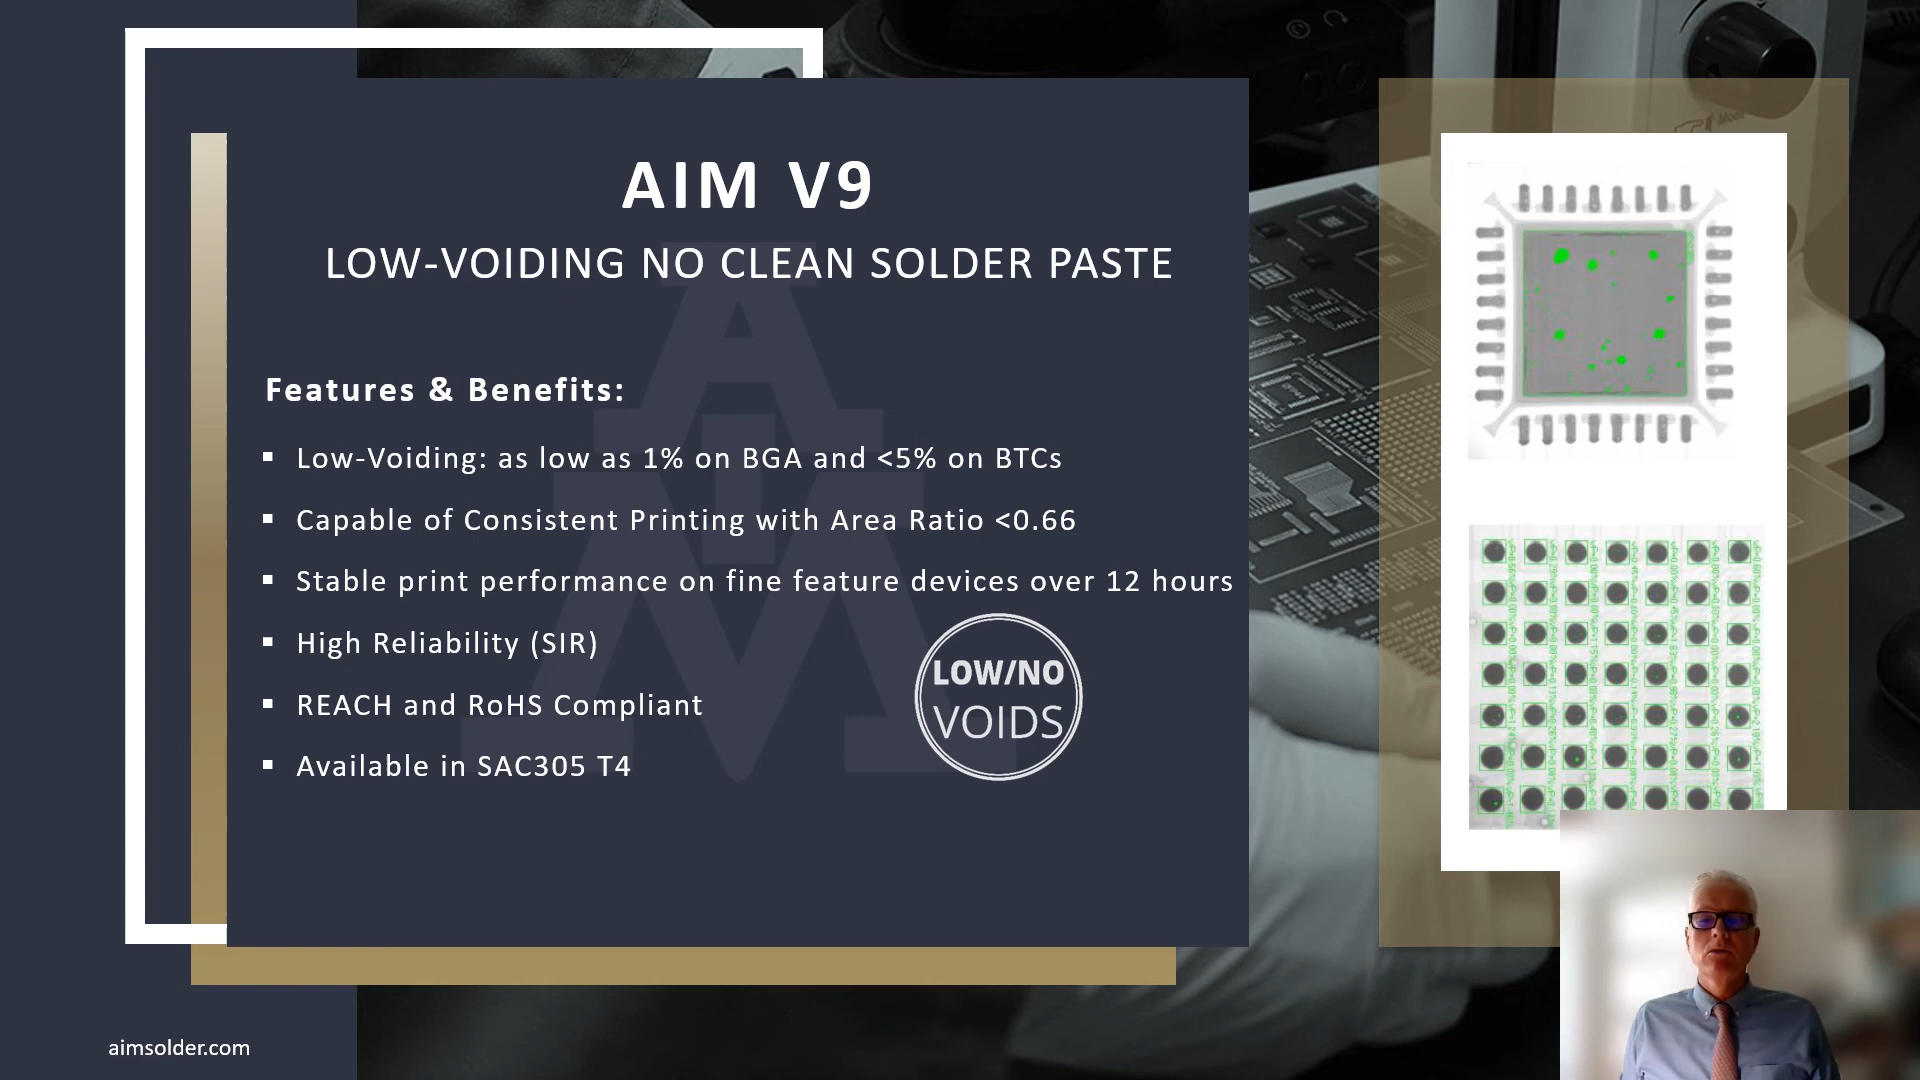 AIM V9
LOW-VOIDING NO CLEAN SOLDER PASTE
Features & Benefits:
▪ Low-Voiding: as low as 1% on BGA and <5% on BTCs
▪ Capable of Consistent Printing with Area Ratio <0.66
▪ Stable print performance on fine feature devices over 12 hours
▪ High Reliability (SIR)
▪ REACH and RoHS Compliant
▪ Available in SAC305 T4
LOW/NO
VOIDS
aimsolder.com